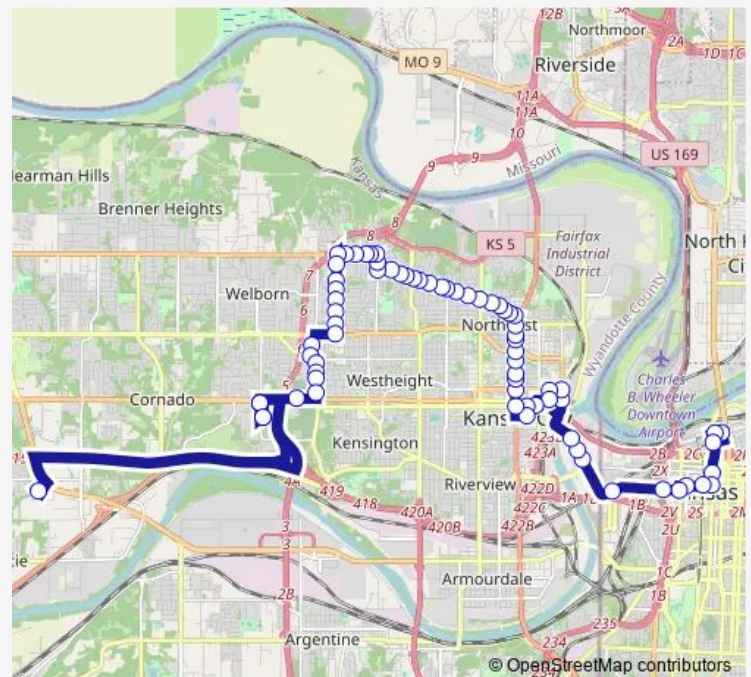 12B
Northmoor
2A
1D
1C
MO 9
Riverside
11A
11A
10
US 169
9
9
Missouri
earman Hills
Kansas
Brenner Heights
8
8
KS 5
Fairfax
Industrial
District
North
7
Welborn
6
Northeast
Wyandotte County
Charles
B. Wheeler
Downtown
Airport
Westheight
5
Cornado
Kans
Kensington
423A
2B
2X
2C
4A
419
418
420A
420B
Riverview
422D
422C
422B
1A
1B
2V
2S
2U
3
3
Armourdale
1C
1B
2B
235
234
Argentine
© OpenStreetMap contributors